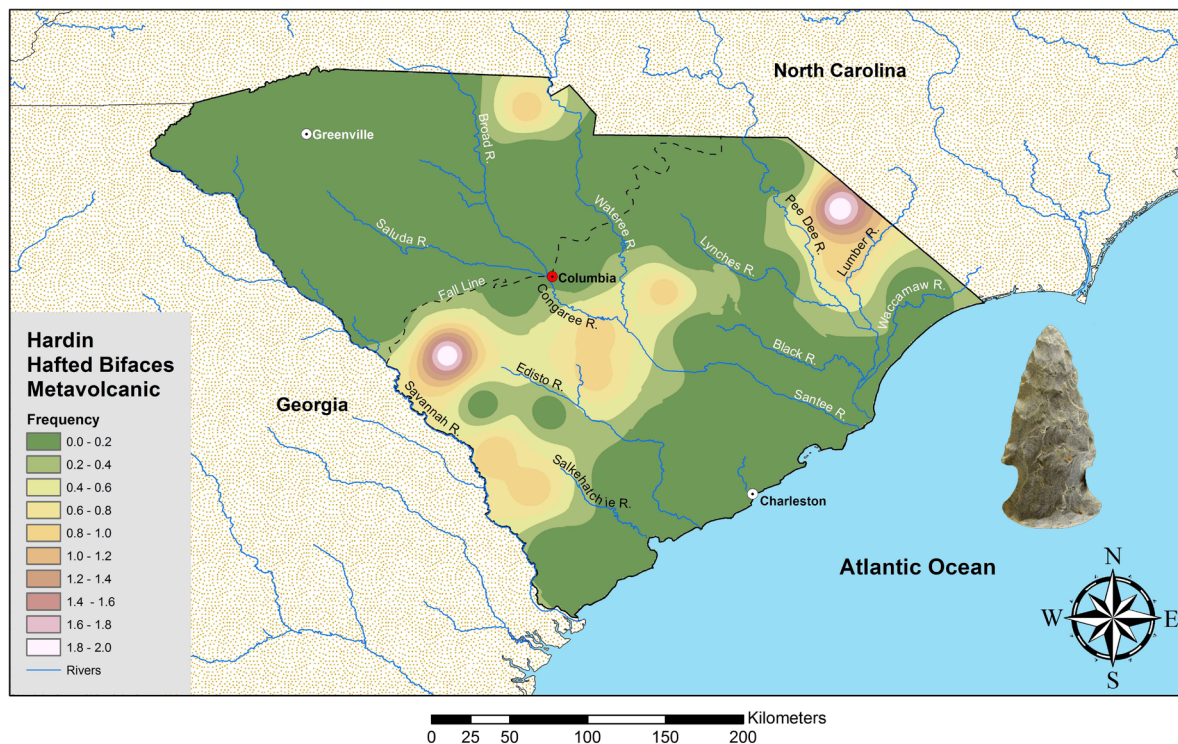 North Carolina
Greenville
Broad R.
Wateree R.
Pee Dee R.
Lumber R.
Saluda R.
Lynches R.
Columbia
Fall Line
Waccamaw R.
Congaree R.
Black R.
Edisto R.
Santee R.
Savannah R.
Georgia
Salkehatchie R.
Charleston
Atlantic Ocean
Hardin
Hafted Bifaces
Metavolcanic
Frequency
0.0 - 0.2
0.2 - 0.4
0.4 - 0.6
0.6 - 0.8
0.8 - 1.0
1.0 - 1.2
1.2 - 1.4
1.4 - 1.6
1.6 - 1.8
1.8 - 2.0
Rivers
N
W E
S
Kilometers
0 25 50 100 150 200